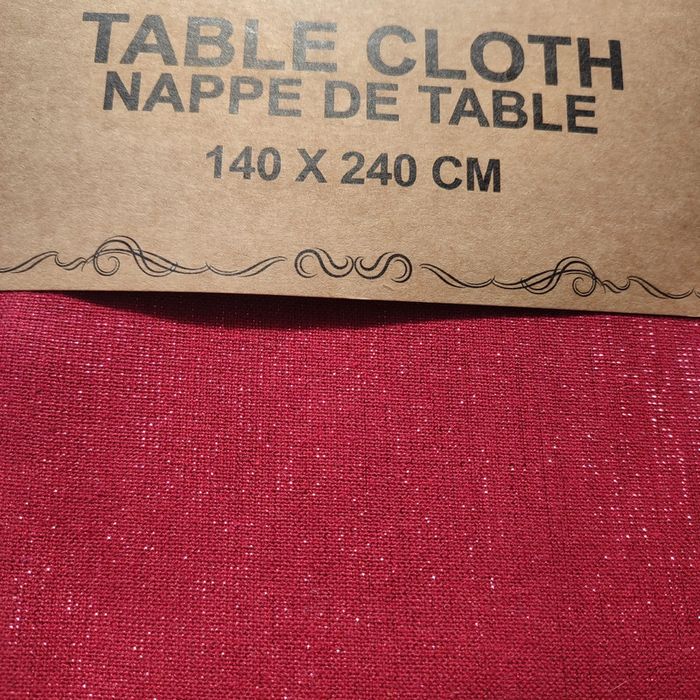 TABLE CLOTH
NAPPE DE TABLE
140 X 240 CM